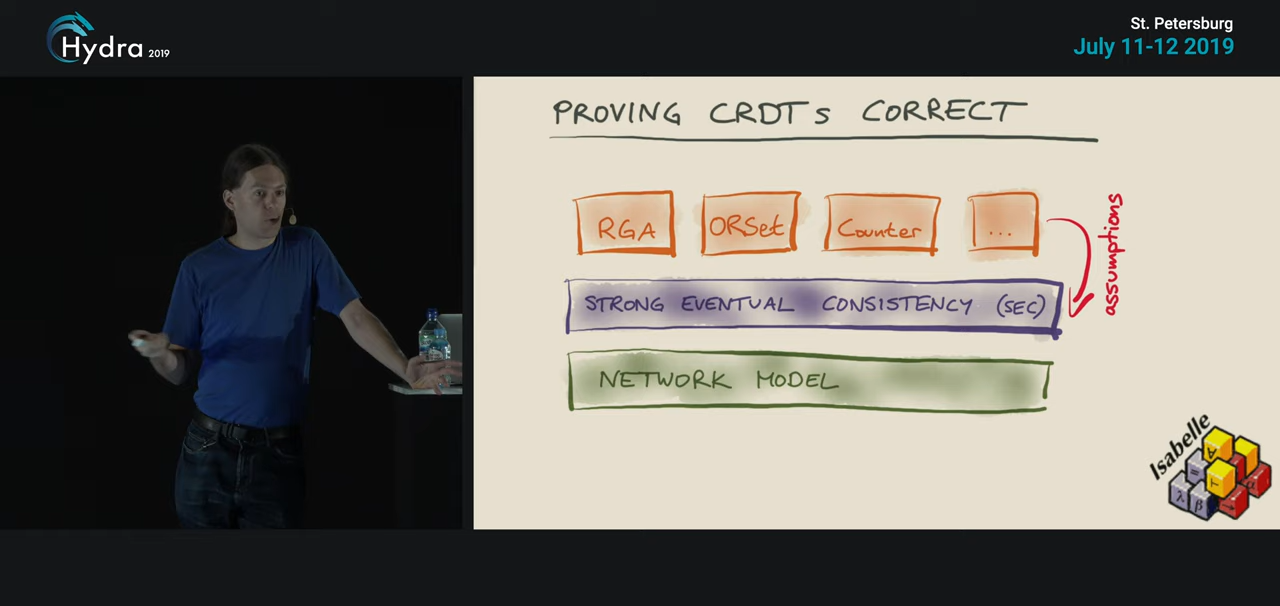 Hydra 2019
St. Petersburg
July 11-12 2019
PROVING CRDTs CORRECT
RGA
ORSet
Counter
...
assumptions
STRONG EVENTUAL CONSISTENCY (SEC)
NETWORK MODEL
Isabelle
∀
=
α
λ
β
→